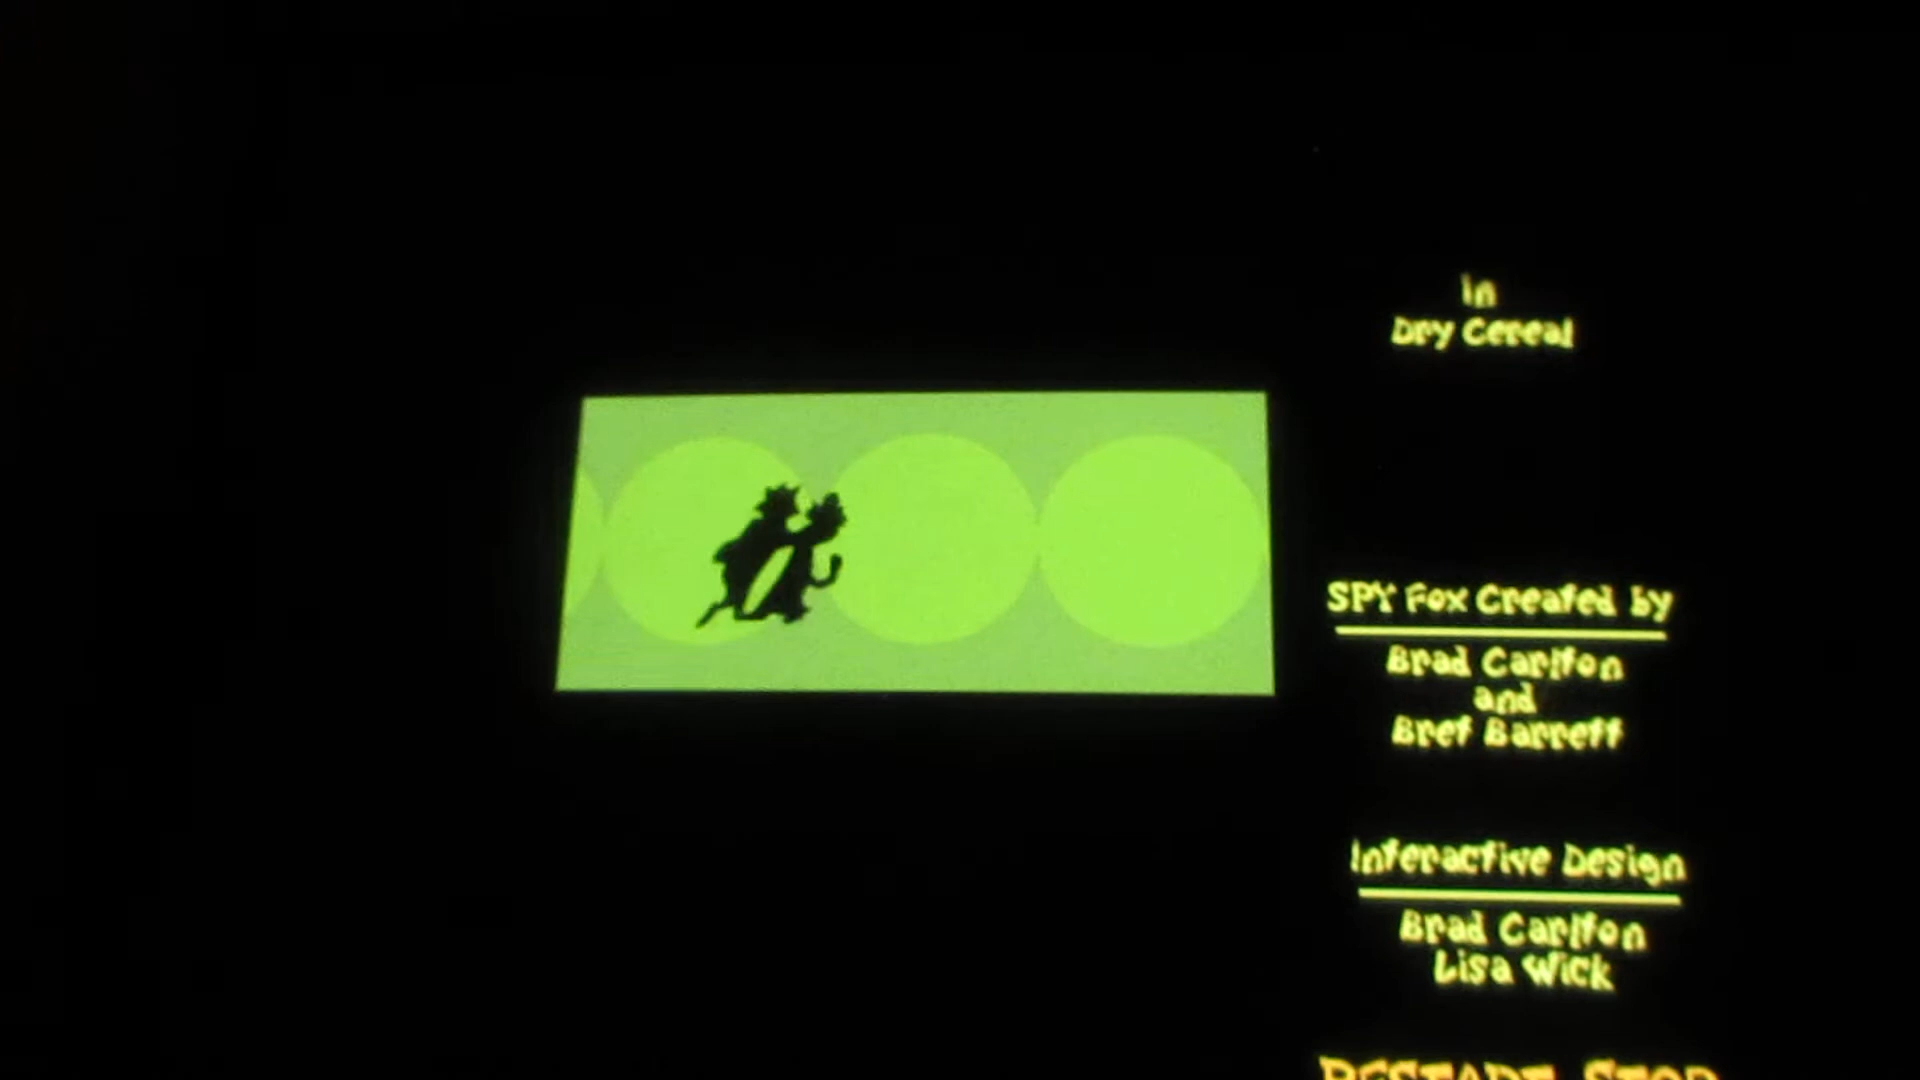 in
Dry Cereal
SPY Fox Created by
Brad Carlton
and
Bret Barrett
Interactive Design
Brad Carlton
Lisa Wick